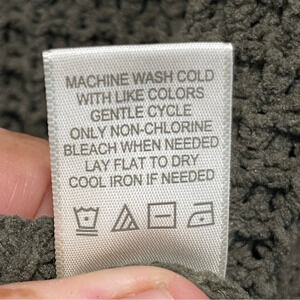 MACHINE WASH COLD
WITH LIKE COLORS
GENTLE CYCLE
ONLY NON-CHLORINE
BLEACH WHEN NEEDED
LAY FLAT TO DRY
COOL IRON IF NEEDED